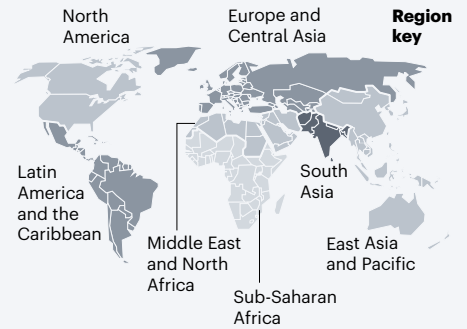 North
America
Europe and
Central Asia
Region
key
Latin
America
and the
Caribbean
South
Asia
Middle East
and North
Africa
East Asia
and Pacific
Sub-Saharan
Africa